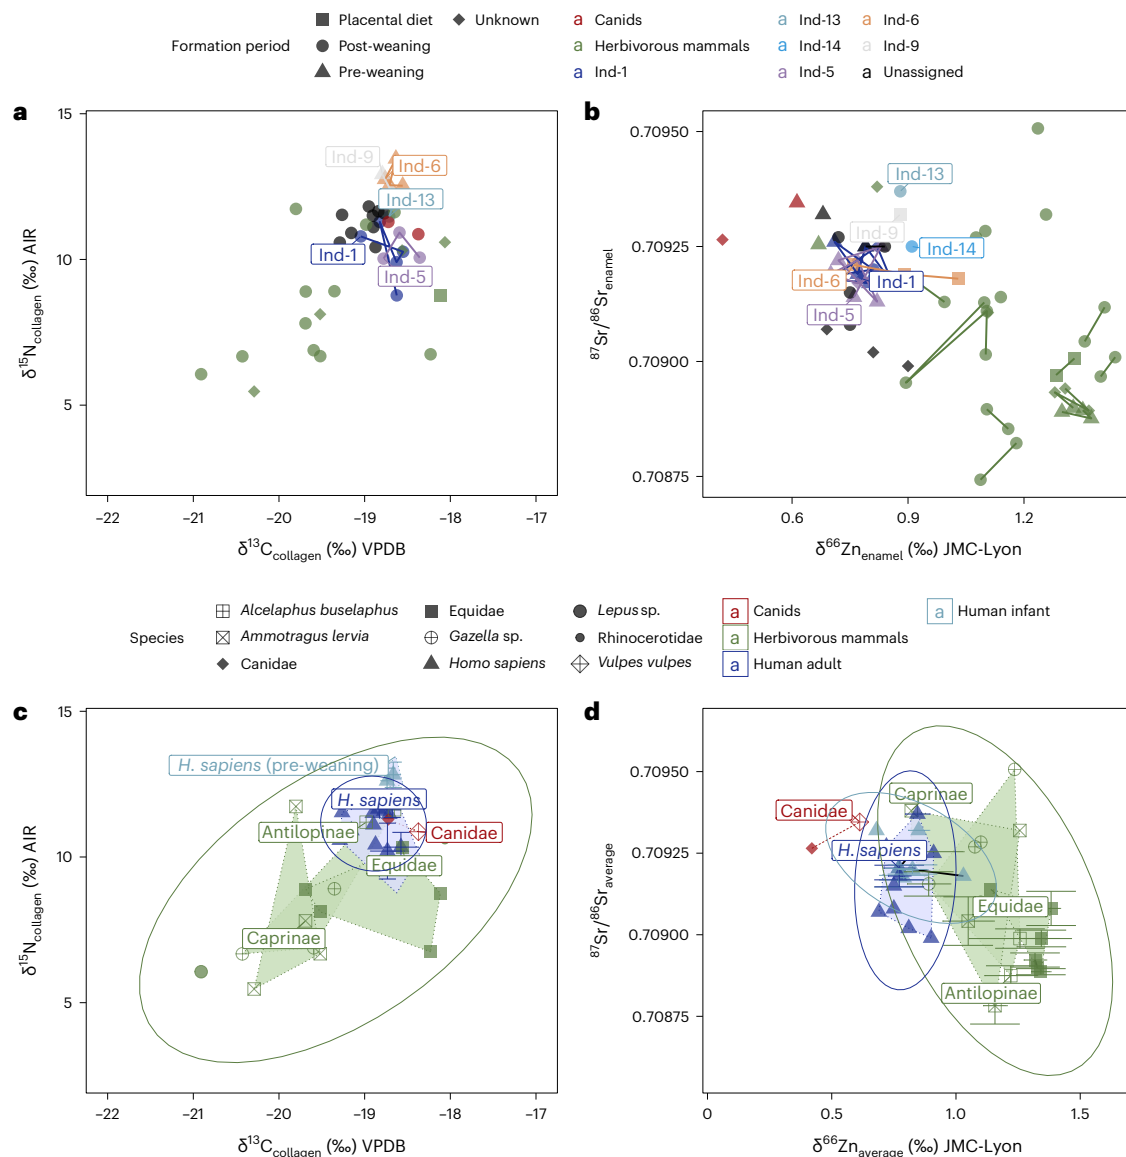 Placental diet
Unknown
a Canids
a Ind-13
a Ind-6
Formation period
Post-weaning
a Herbivorous mammals
a Ind-14
a Ind-9
Pre-weaning
a Ind-1
a Ind-5
a Unassigned
a
15
10
5
−22
−21
−20
−19
−18
−17
δ15Ncollagen (‰) AIR
δ13Ccollagen (‰) VPDB
Ind-9
Ind-6
Ind-13
Ind-1
Ind-5
b
0.70950
0.70925
0.70900
0.70875
0.6
0.9
1.2
87Sr/86Srenamel
δ66Znenamel (‰) JMC-Lyon
Ind-13
Ind-9
Ind-14
Ind-6
Ind-1
Ind-5
Alcelaphus buselaphus
Equidae
Lepus sp.
a Canids
a Human infant
Species
Ammotragus lervia
Gazella sp.
Rhinocerotidae
a Herbivorous mammals
Canidae
Homo sapiens
Vulpes vulpes
a Human adult
c
15
10
5
−22
−21
−20
−19
−18
−17
δ15Ncollagen (‰) AIR
δ13Ccollagen (‰) VPDB
H. sapiens (pre-weaning)
H. sapiens
Antilopinae
Canidae
Equidae
Caprinae
d
0.70950
0.70925
0.70900
0.70875
0
0.5
1.0
1.5
87Sr/86Sraverage
δ66Znaverage (‰) JMC-Lyon
Caprinae
Canidae
H. sapiens
Equidae
Antilopinae